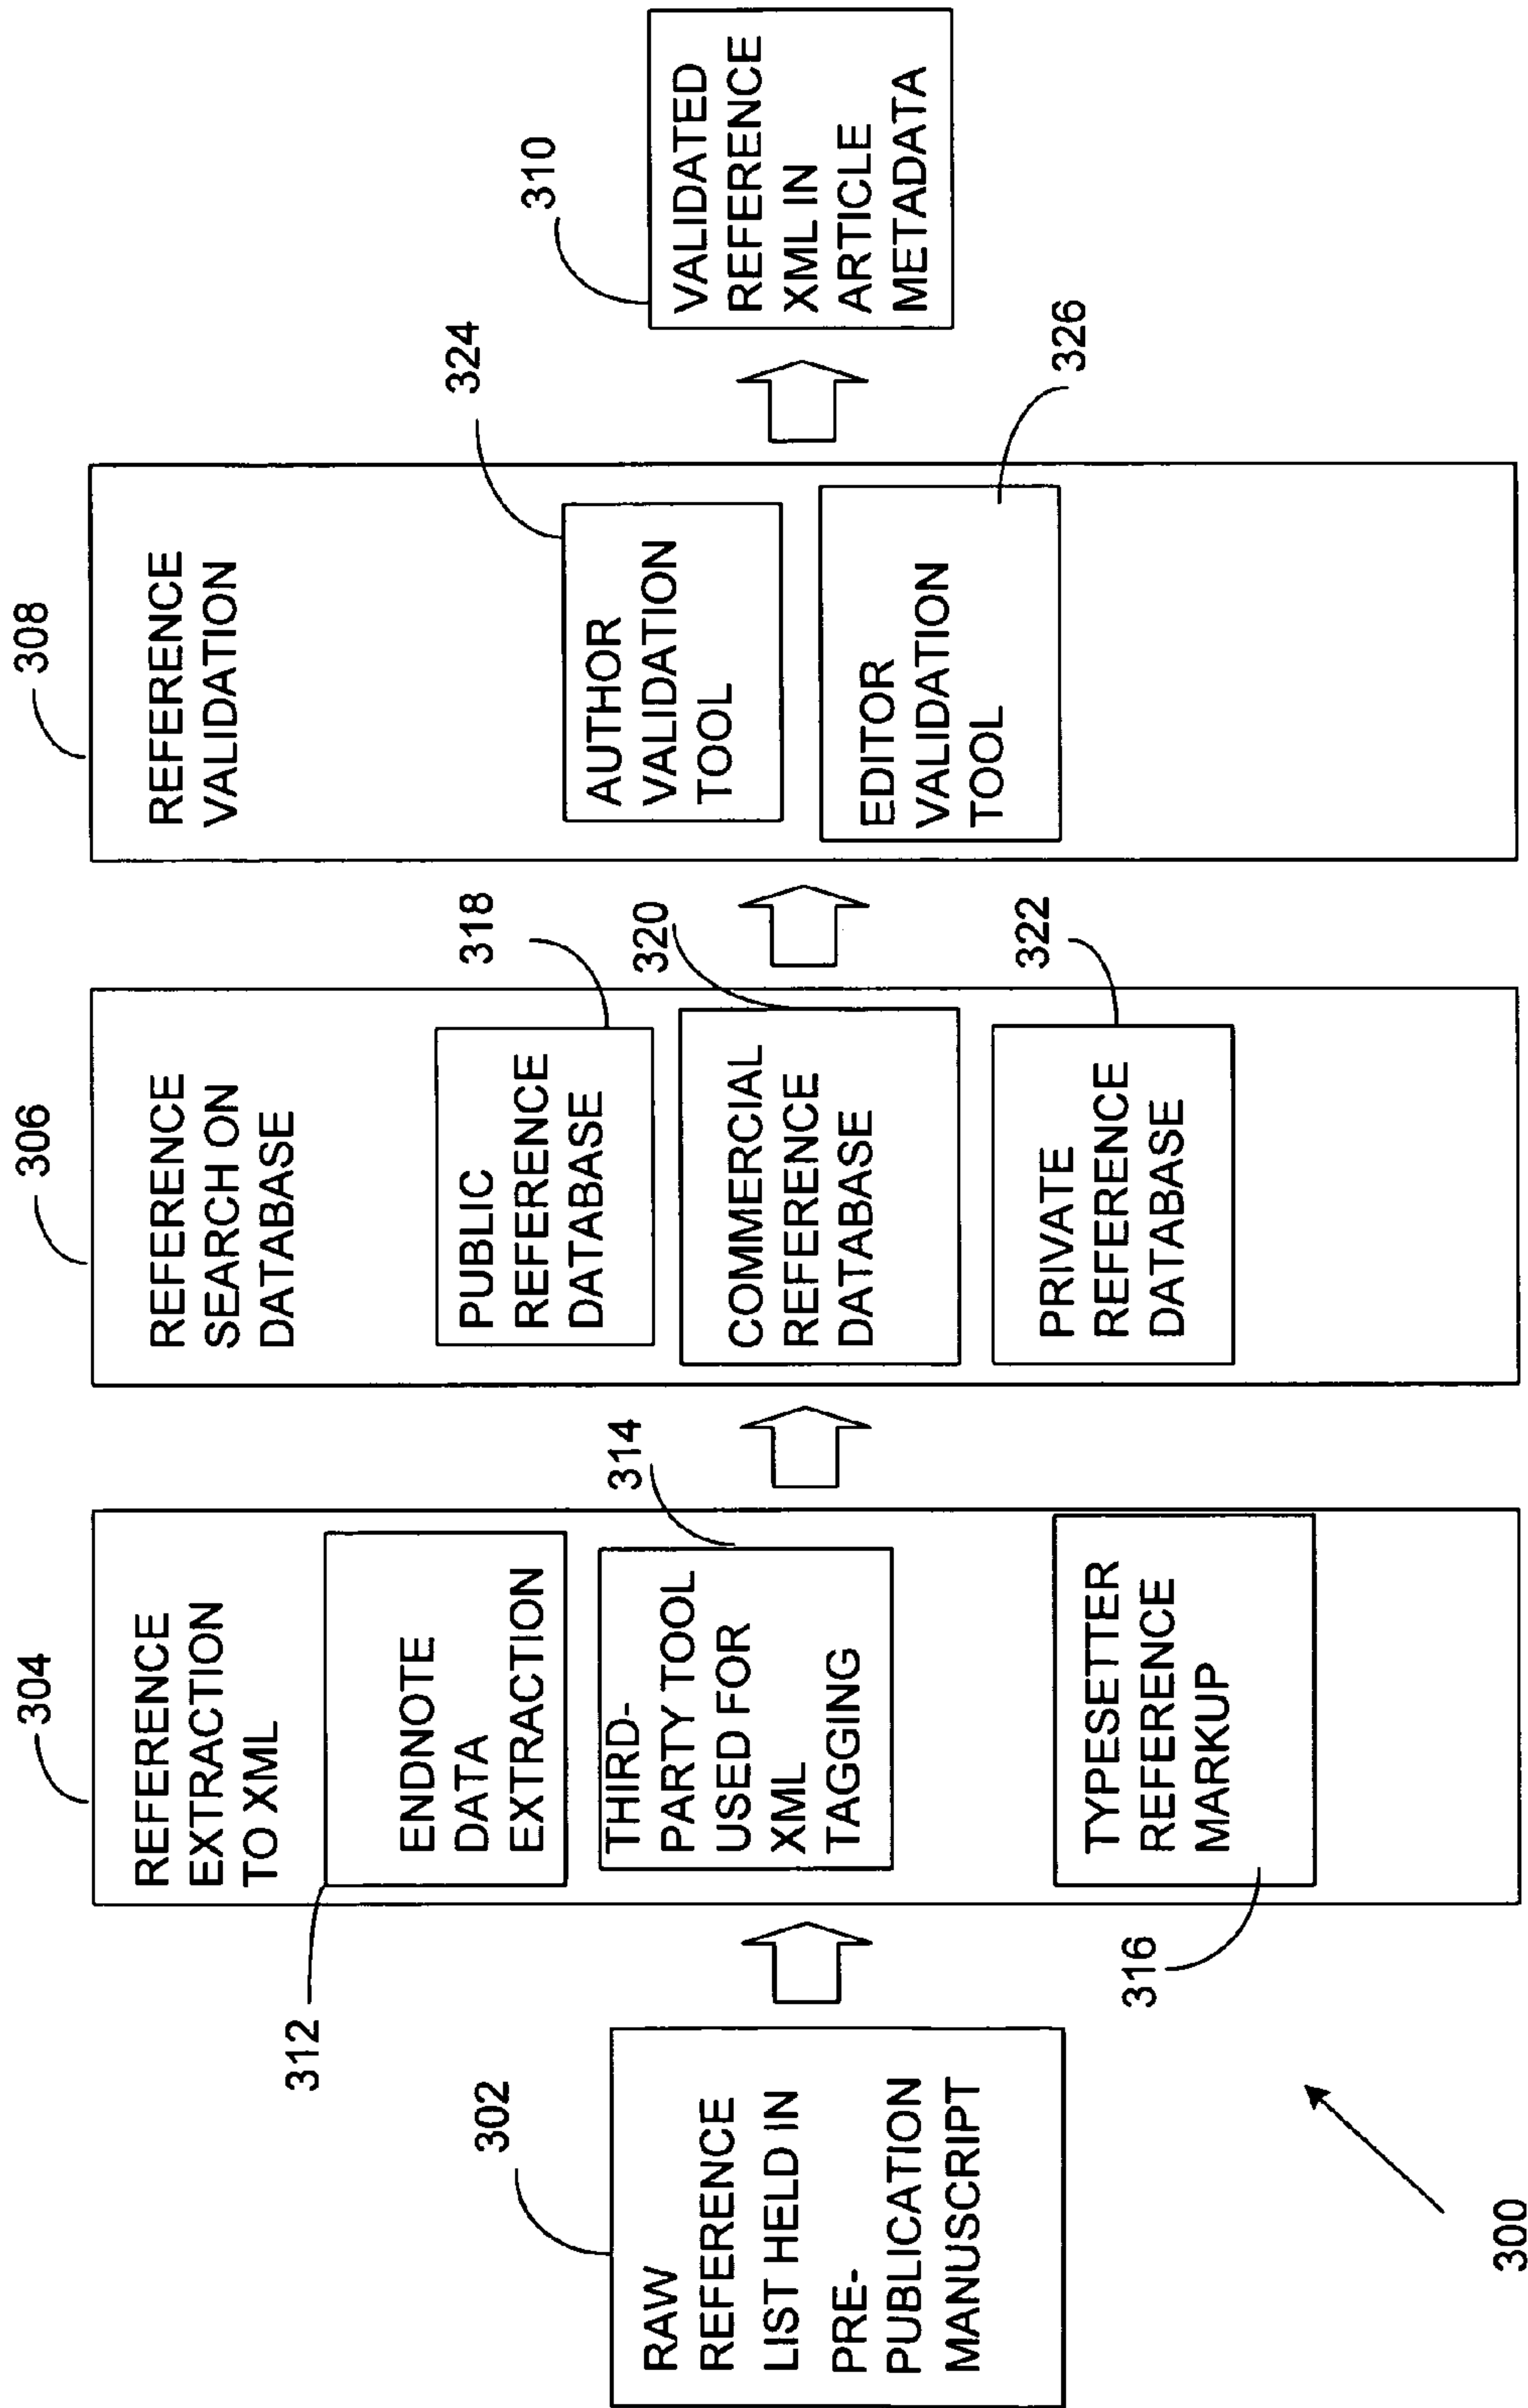 302
RAW
REFERENCE
LIST HELD IN
PRE-
PUBLICATION
MANUSCRIPT
304
REFERENCE
EXTRACTION
TO XML
312
ENDNOTE
DATA
EXTRACTION
314
THIRD-
PARTY TOOL
USED FOR
XML
TAGGING
316
TYPESETTER
REFERENCE
MARKUP
306
REFERENCE
SEARCH ON
DATABASE
318
PUBLIC
REFERENCE
DATABASE
320
COMMERCIAL
REFERENCE
DATABASE
322
PRIVATE
REFERENCE
DATABASE
308
REFERENCE
VALIDATION
324
AUTHOR
VALIDATION
TOOL
326
EDITOR
VALIDATION
TOOL
310
VALIDATED
REFERENCE
XML IN
ARTICLE
METADATA
300